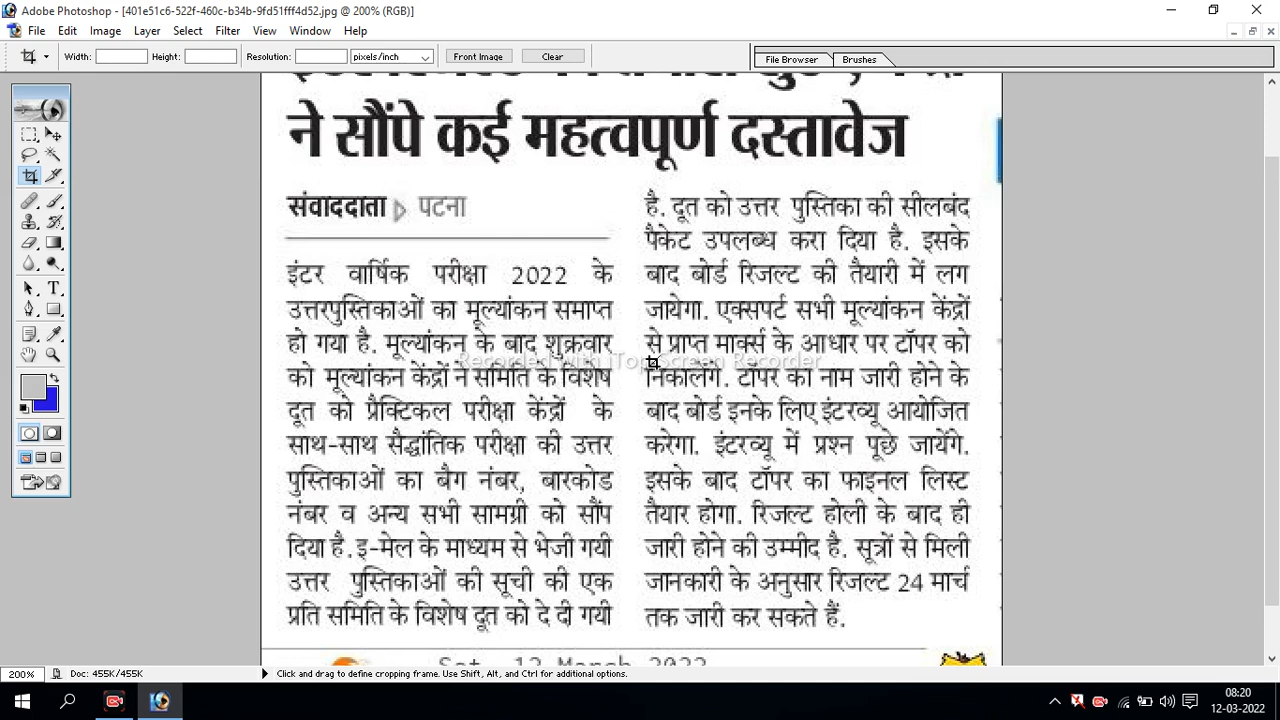 Adobe Photoshop - [401e51c6-522f-460c-b34b-9fd51fff4d52.jpg @ 200% (RGB)]
File Edit Image Layer Select Filter View Window Help
Width: Height: Resolution: pixels/inch Front Image Clear File Browser Brushes
ने सौंपे कई महत्वपूर्ण दस्तावेज
संवाददाता पटना
इंटर वार्षिक परीक्षा 2022 के
उत्तरपुस्तिकाओं का मूल्यांकन समाप्त
हो गया है. मूल्यांकन के बाद शुक्रवार
को मूल्यांकन केंद्रों ने समिति के विशेष
दूत को प्रैक्टिकल परीक्षा केंद्रों के
साथ-साथ सैद्धांतिक परीक्षा की उत्तर
पुस्तिकाओं का बैग नंबर, बारकोड
नंबर व अन्य सभी सामग्री को सौंप
दिया है. इ-मेल के माध्यम से भेजी गयी
उत्तर पुस्तिकाओं की सूची की एक
प्रति समिति के विशेष दूत को दे दी गयी
है. दूत को उत्तर पुस्तिका की सीलबंद
पैकेट उपलब्ध करा दिया है. इसके
बाद बोर्ड रिजल्ट की तैयारी में लग
जायेगा. एक्सपर्ट सभी मूल्यांकन केंद्रों
से प्राप्त मार्क्स के आधार पर टॉपर को
निकालेंगे. टॉपर का नाम जारी होने के
बाद बोर्ड इनके लिए इंटरव्यू आयोजित
करेगा. इंटरव्यू में प्रश्न पूछे जायेंगे.
इसके बाद टॉपर का फाइनल लिस्ट
तैयार होगा. रिजल्ट होली के बाद ही
जारी होने की उम्मीद है. सूत्रों से मिली
जानकारी के अनुसार रिजल्ट 24 मार्च
तक जारी कर सकते हैं.
Recorded with iTop Screen Recorder
Sat, 12 March 2022
200% Doc: 455K/455K Click and drag to define cropping frame. Use Shift, Alt, and Ctrl for additional options.
08:20
12-03-2022